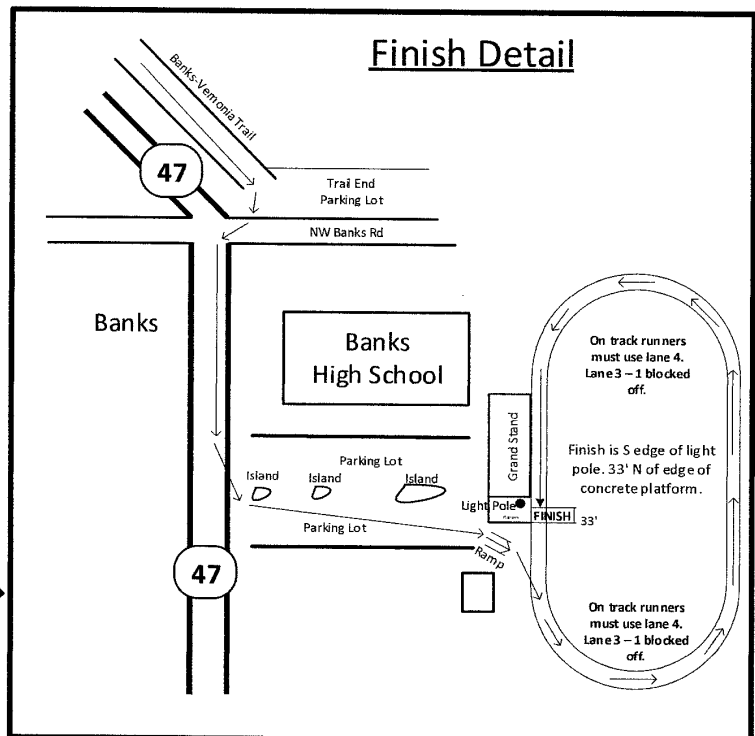 Finish Detail
Banks-Vernonia Trail
47
Trail End
Parking Lot
NW Banks Rd
Banks
Banks
High School
On track runners
must use lane 4.
Lane 3 – 1 blocked
off.
Grand Stand
Finish is S edge of light
pole. 33' N of edge of
concrete platform.
Parking Lot
Island
Island
Island
Light Pole
FINISH
33'
Parking Lot
Ramp
47
On track runners
must use lane 4.
Lane 3 – 1 blocked
off.